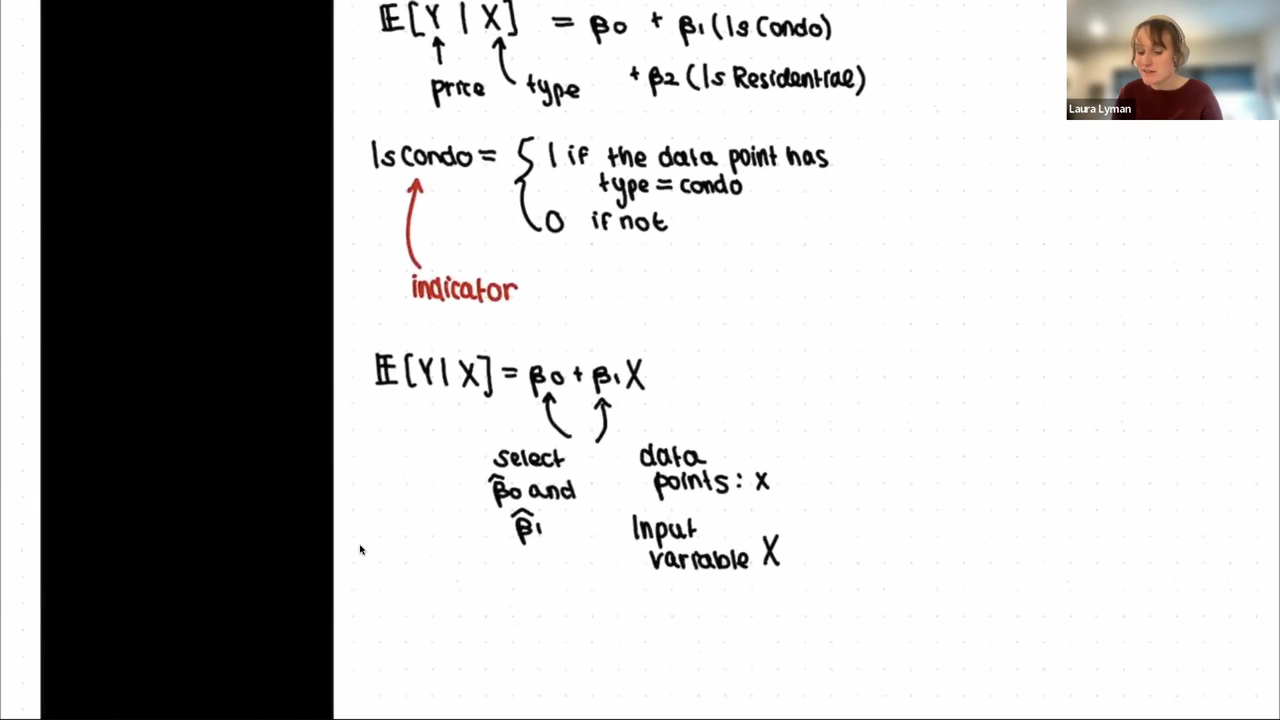 𝔼[Y | X] = β0 + β1 (Is Condo)
+ β2 (Is Residential)
price type
Is Condo = { 1 if the data point has
type = condo
0 if not
indicator
𝔼[Y | X] = β0 + β1 X
select
β̂0 and
β̂1
data
points: x
Input
variable X
Laura Lyman